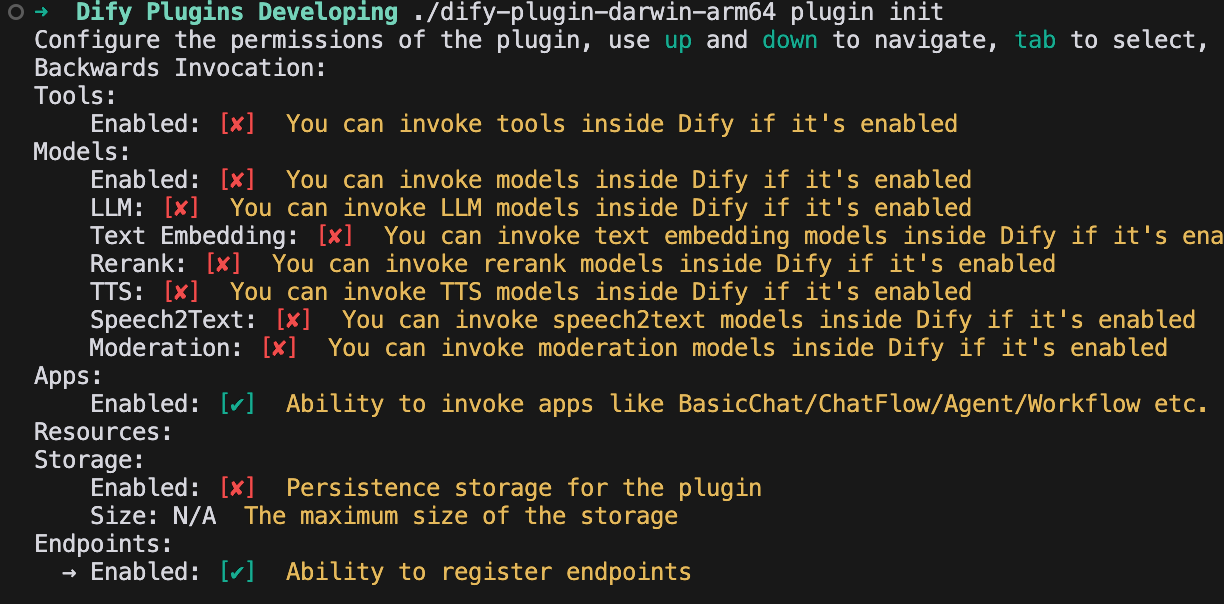 → Dify Plugins Developing ./dify-plugin-darwin-arm64 plugin init
Configure the permissions of the plugin, use up and down to navigate, tab to select,
Backwards Invocation:
Tools:
Enabled: [✘] You can invoke tools inside Dify if it's enabled
Models:
Enabled: [✘] You can invoke models inside Dify if it's enabled
LLM: [✘] You can invoke LLM models inside Dify if it's enabled
Text Embedding: [✘] You can invoke text embedding models inside Dify if it's ena
Rerank: [✘] You can invoke rerank models inside Dify if it's enabled
TTS: [✘] You can invoke TTS models inside Dify if it's enabled
Speech2Text: [✘] You can invoke speech2text models inside Dify if it's enabled
Moderation: [✘] You can invoke moderation models inside Dify if it's enabled
Apps:
Enabled: [✔] Ability to invoke apps like BasicChat/ChatFlow/Agent/Workflow etc.
Resources:
Storage:
Enabled: [✘] Persistence storage for the plugin
Size: N/A The maximum size of the storage
Endpoints:
→ Enabled: [✔] Ability to register endpoints